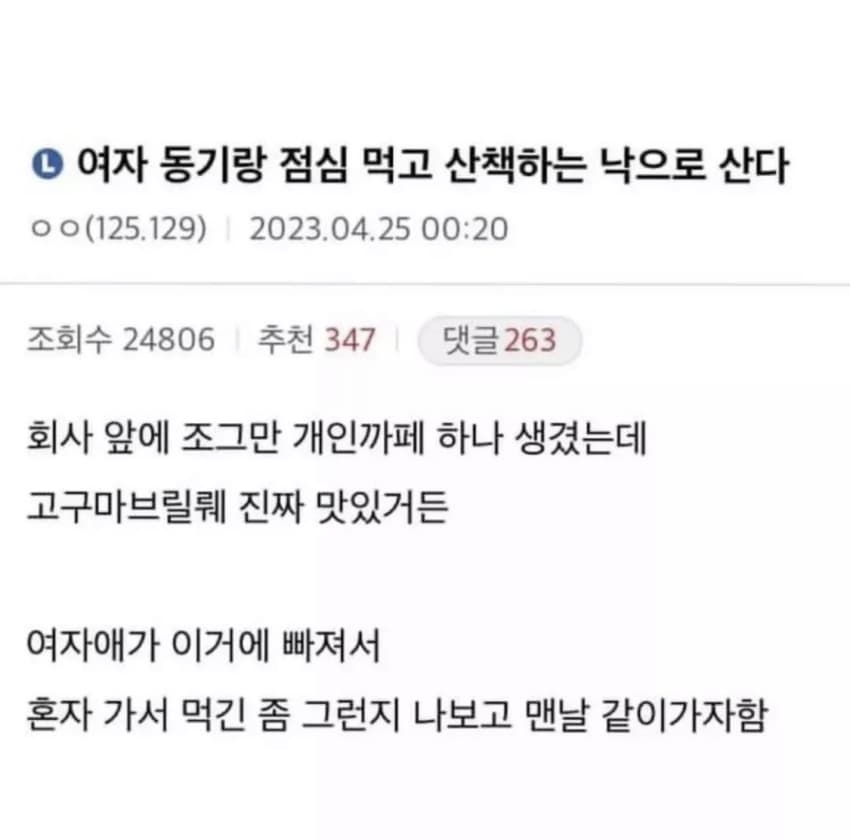 L 여자 동기랑 점심 먹고 산책하는 낙으로 산다
ㅇㅇ(125.129) | 2023.04.25 00:20
조회수 24806 | 추천 347 | 댓글 263
회사 앞에 조그만 개인까페 하나 생겼는데
고구마브릴뤠 진짜 맛있거든
여자애가 이거에 빠져서
혼자 가서 먹긴 좀 그런지 나보고 맨날 같이가자함